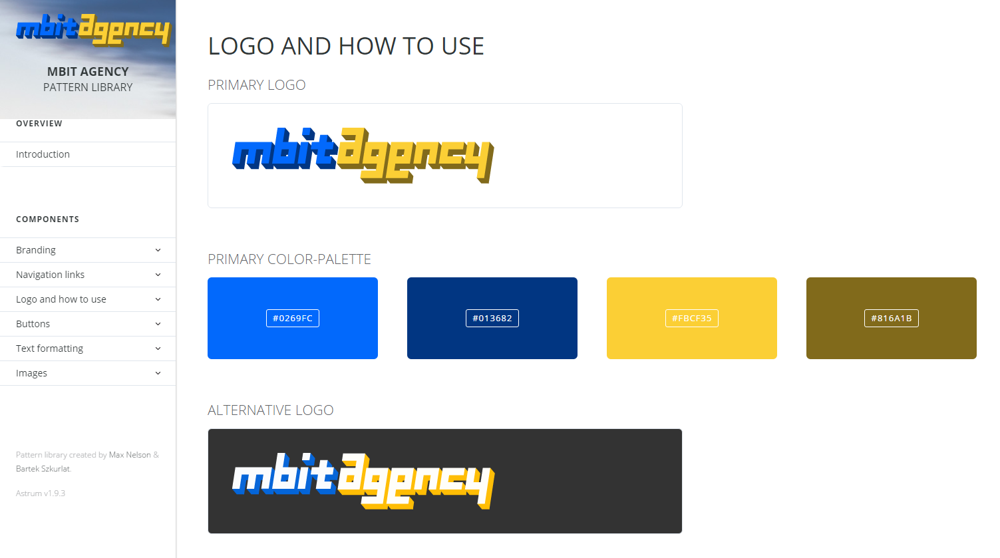 mbitagency
MBIT AGENCY
PATTERN LIBRARY
OVERVIEW
Introduction
COMPONENTS
Branding
Navigation links
Logo and how to use
Buttons
Text formatting
Images
Pattern library created by Max Nelson &
Bartek Szkurlat.
Astrum v1.9.3
LOGO AND HOW TO USE
PRIMARY LOGO
mbitagency
PRIMARY COLOR-PALETTE
#0269FC
#013682
#FBCF35
#816A1B
ALTERNATIVE LOGO
mbitagency